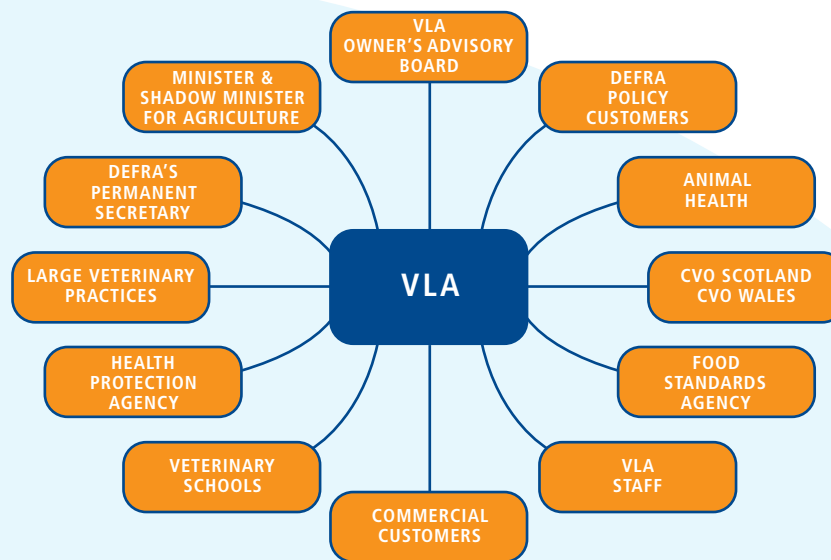 VLA
OWNER'S ADVISORY
BOARD
MINISTER &
SHADOW MINISTER
FOR AGRICULTURE
DEFRA
POLICY
CUSTOMERS
DEFRA'S
PERMANENT
SECRETARY
ANIMAL
HEALTH
LARGE VETERINARY
PRACTICES
VLA
CVO SCOTLAND
CVO WALES
HEALTH
PROTECTION
AGENCY
FOOD
STANDARDS
AGENCY
VETERINARY
SCHOOLS
VLA
STAFF
COMMERCIAL
CUSTOMERS